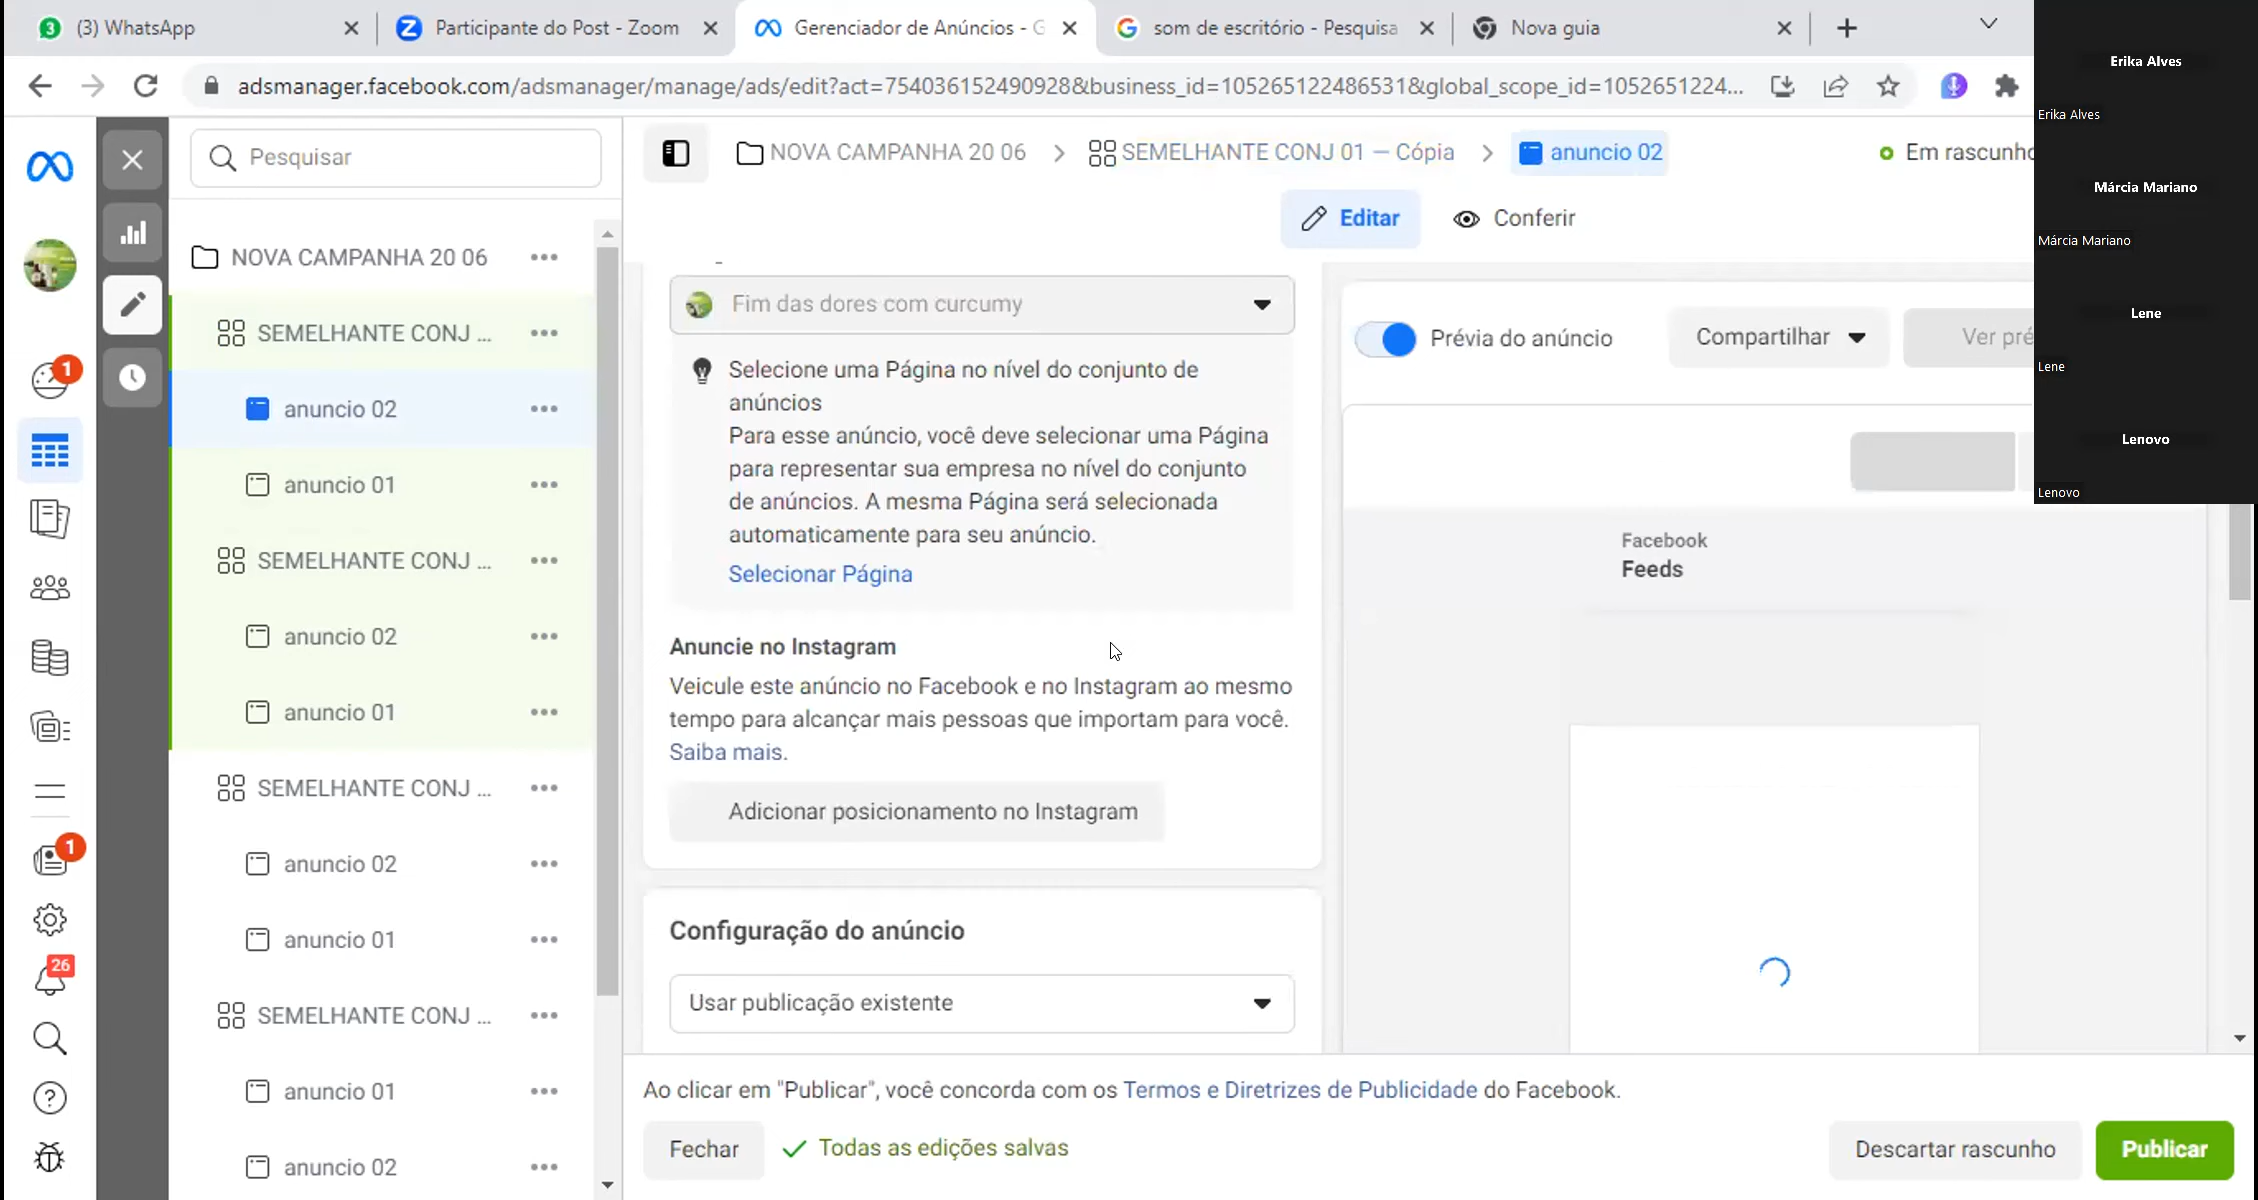 3
(3) WhatsApp
Participante do Post - Zoom
Gerenciador de Anúncios - G
som de escritório - Pesquisa
Nova guia
adsmanager.facebook.com/adsmanager/manage/ads/edit?act=754036152490928&business_id=105265122486531&global_scope_id=1052651224...
Erika Alves
Erika Alves
Márcia Mariano
Márcia Mariano
Lene
Lene
Lenovo
Lenovo
Pesquisar
NOVA CAMPANHA 20 06
SEMELHANTE CONJ 01 — Cópia
anuncio 02
Em rascunho
Editar
Conferir
1
1
26
NOVA CAMPANHA 20 06
SEMELHANTE CONJ ...
anuncio 02
anuncio 01
SEMELHANTE CONJ ...
anuncio 02
anuncio 01
SEMELHANTE CONJ ...
anuncio 02
anuncio 01
SEMELHANTE CONJ ...
anuncio 01
anuncio 02
Fim das dores com curcumy
Selecione uma Página no nível do conjunto de
anúncios
Para esse anúncio, você deve selecionar uma Página
para representar sua empresa no nível do conjunto
de anúncios. A mesma Página será selecionada
automaticamente para seu anúncio.
Selecionar Página
Anuncie no Instagram
Veicule este anúncio no Facebook e no Instagram ao mesmo
tempo para alcançar mais pessoas que importam para você.
Saiba mais.
Adicionar posicionamento no Instagram
Configuração do anúncio
Usar publicação existente
Prévia do anúncio
Compartilhar
Ver pré
Facebook
Feeds
Ao clicar em "Publicar", você concorda com os Termos e Diretrizes de Publicidade do Facebook.
Fechar
Todas as edições salvas
Descartar rascunho
Publicar